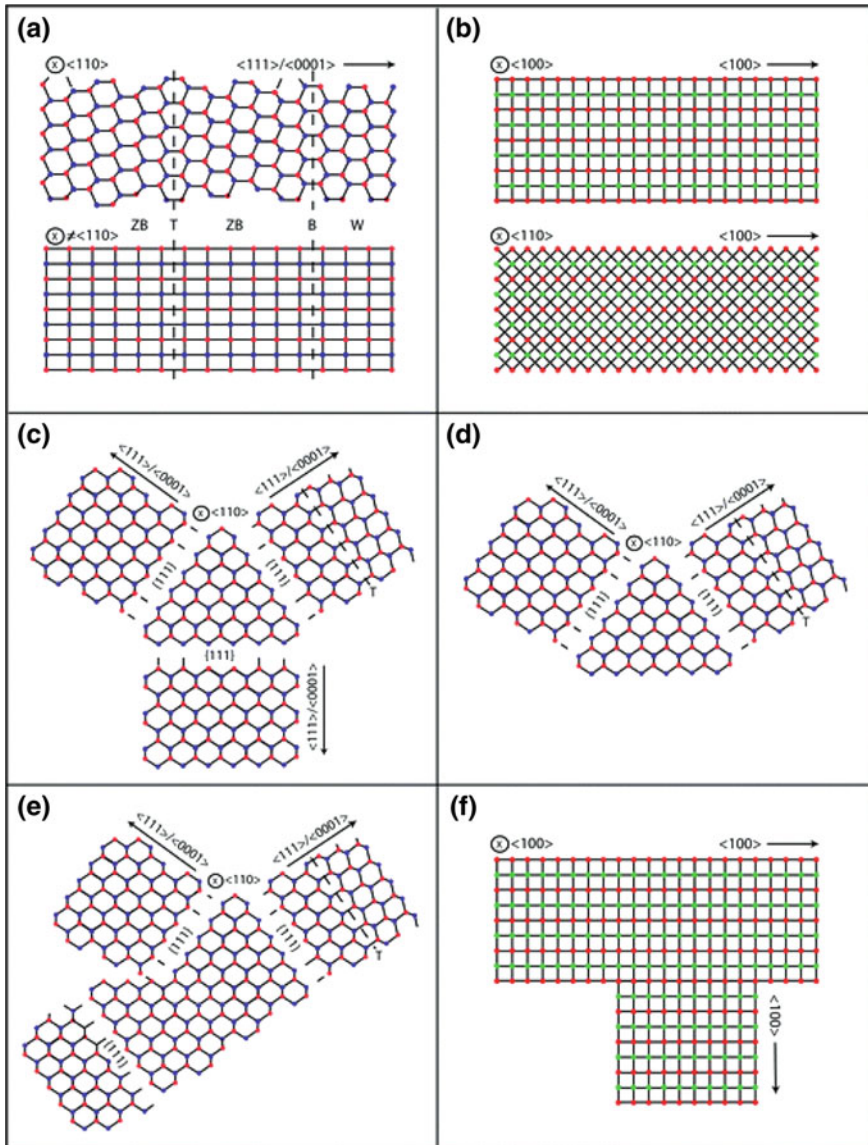 (a)
ⓧ<110>
<111>/<0001>
ZB T ZB B W
ⓧ≠<110>
(b)
ⓧ<100> <100>
ⓧ<110> <100>
(c)
<111>/<0001>
<111>/<0001>
ⓧ<110>
{111}
{111}
T
{111}
<111>/<0001>
(d)
<111>/<0001>
<111>/<0001>
ⓧ<110>
{111}
{111}
T
(e)
<111>/<0001>
<111>/<0001>
ⓧ<110>
{111}
{111}
T
{111}
(f)
ⓧ<100> <100>
<100>